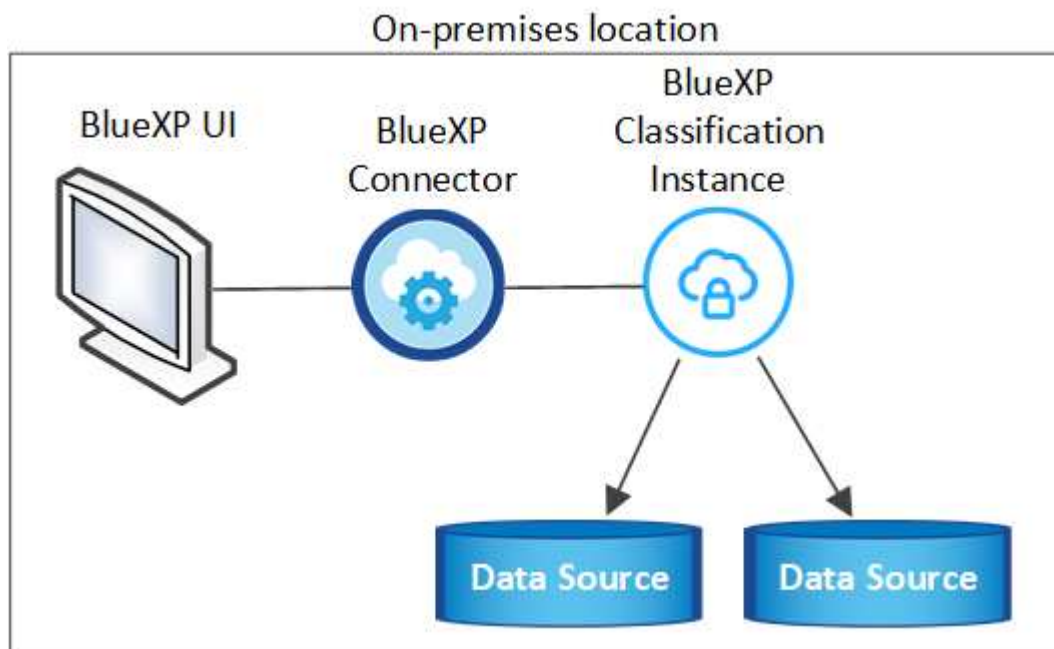 On-premises location
BlueXP UI
BlueXP
Connector
BlueXP
Classification
Instance
Data Source
Data Source